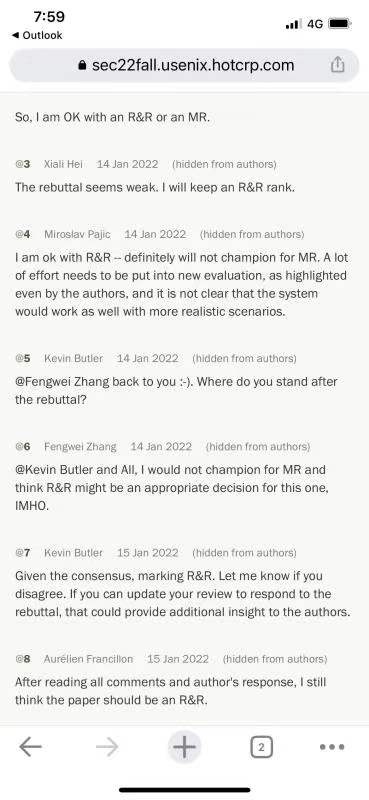 7:59
4G
◀ Outlook
sec22fall.usenix.hotcrp.com
So, I am OK with an R&R or an MR.
@3 Xiali Hei 14 Jan 2022 (hidden from authors)
The rebuttal seems weak. I will keep an R&R rank.
@4 Miroslav Pajic 14 Jan 2022 (hidden from authors)
I am ok with R&R -- definitely will not champion for MR. A lot
of effort needs to be put into new evaluation, as highlighted
even by the authors, and it is not clear that the system
would work as well with more realistic scenarios.
@5 Kevin Butler 14 Jan 2022 (hidden from authors)
@Fengwei Zhang back to you :-). Where do you stand after
the rebuttal?
@6 Fengwei Zhang 14 Jan 2022 (hidden from authors)
@Kevin Butler and All, I would not champion for MR and
think R&R might be an appropriate decision for this one,
IMHO.
@7 Kevin Butler 15 Jan 2022 (hidden from authors)
Given the consensus, marking R&R. Let me know if you
disagree. If you can update your review to respond to the
rebuttal, that could provide additional insight to the authors.
@8 Aurélien Francillon 15 Jan 2022 (hidden from authors)
After reading all comments and author's response, I still
think the paper should be an R&R.
2